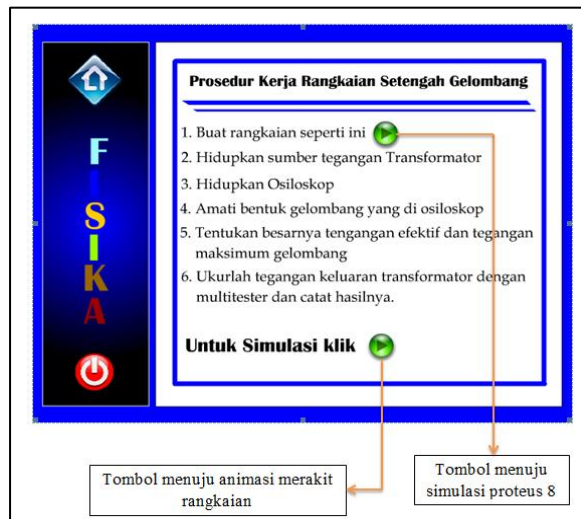 F
I
S
I
K
A
Prosedur Kerja Rangkaian Setengah Gelombang
1. Buat rangkaian seperti ini
2. Hidupkan sumber tegangan Transformator
3. Hidupkan Osiloskop
4. Amati bentuk gelombang yang di osiloskop
5. Tentukan besarnya tengangan efektif dan tegangan
maksimum gelombang
6. Ukurlah tegangan keluaran transformator dengan
multitester dan catat hasilnya.
Untuk Simulasi klik
Tombol menuju animasi merakit
rangkaian
Tombol menuju
simulasi proteus 8